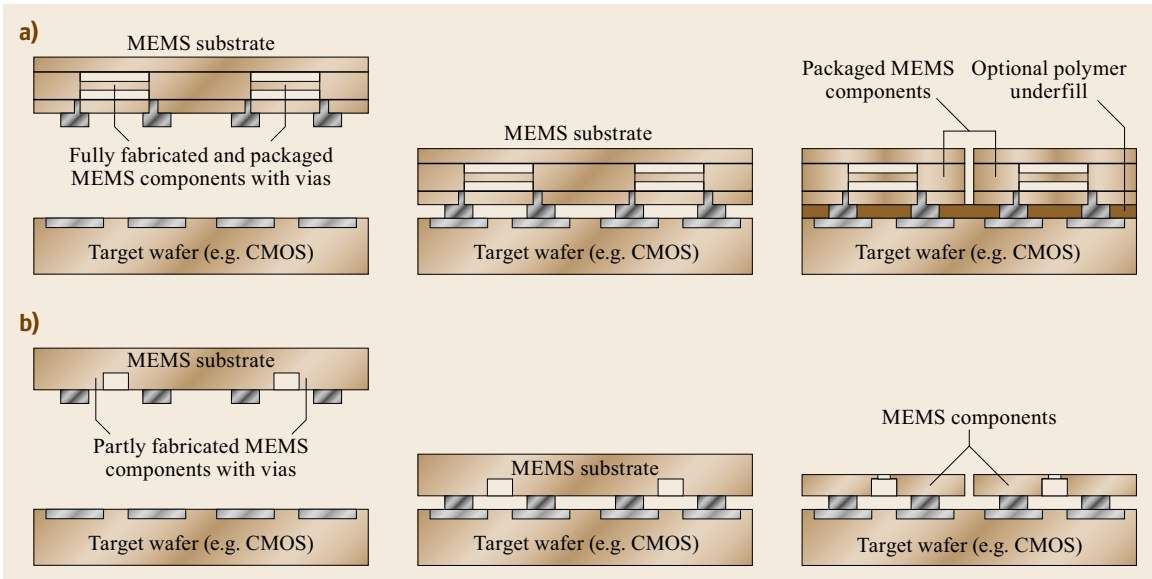 a)
MEMS substrate
Fully fabricated and packaged
MEMS components with vias
Target wafer (e.g. CMOS)
MEMS substrate
Target wafer (e.g. CMOS)
Packaged MEMS
components
Optional polymer
underfill
Target wafer (e.g. CMOS)
b)
MEMS substrate
Partly fabricated MEMS
components with vias
Target wafer (e.g. CMOS)
MEMS substrate
Target wafer (e.g. CMOS)
MEMS components
Target wafer (e.g. CMOS)